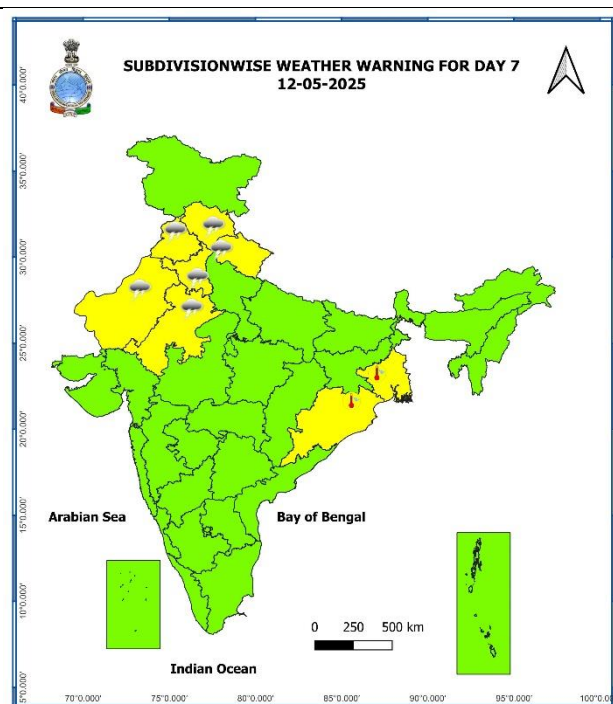 SUBDIVISIONWISE WEATHER WARNING FOR DAY 7
12-05-2025
40°0.000'
35°0.000'
30°0.000'
25°0.000'
20°0.000'
15°0.000'
10°0.000'
5°0.000'
Arabian Sea
Bay of Bengal
0 250 500 km
Indian Ocean
70°0.000' 75°0.000' 80°0.000' 85°0.000' 90°0.000' 95°0.000' 100°0.00